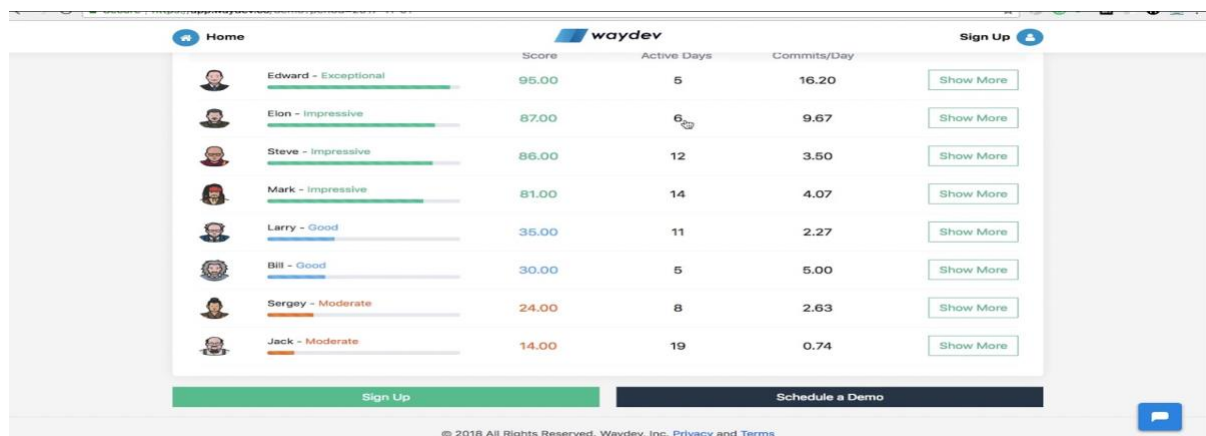 Home
waydev
Sign Up
Score Active Days Commits/Day
Edward - Exceptional 95.00 5 16.20 Show More
Elon - Impressive 87.00 6 9.67 Show More
Steve - Impressive 86.00 12 3.50 Show More
Mark - Impressive 81.00 14 4.07 Show More
Larry - Good 35.00 11 2.27 Show More
Bill - Good 30.00 5 5.00 Show More
Sergey - Moderate 24.00 8 2.63 Show More
Jack - Moderate 14.00 19 0.74 Show More
Sign Up
Schedule a Demo
© 2018 All Rights Reserved. Waydev, Inc. Privacy and Terms